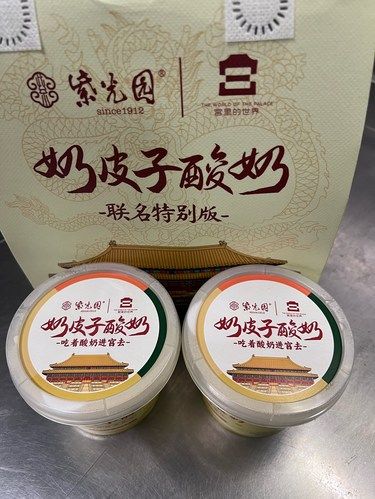 紫光园®
since1912
THE WORLD OF THE PALACE
宫里的世界
奶皮子酸奶
-联名特别版-
紫光园
奶皮子酸奶
-吃着酸奶进宫去-
紫光园
奶皮子酸奶
-吃着酸奶进宫去-